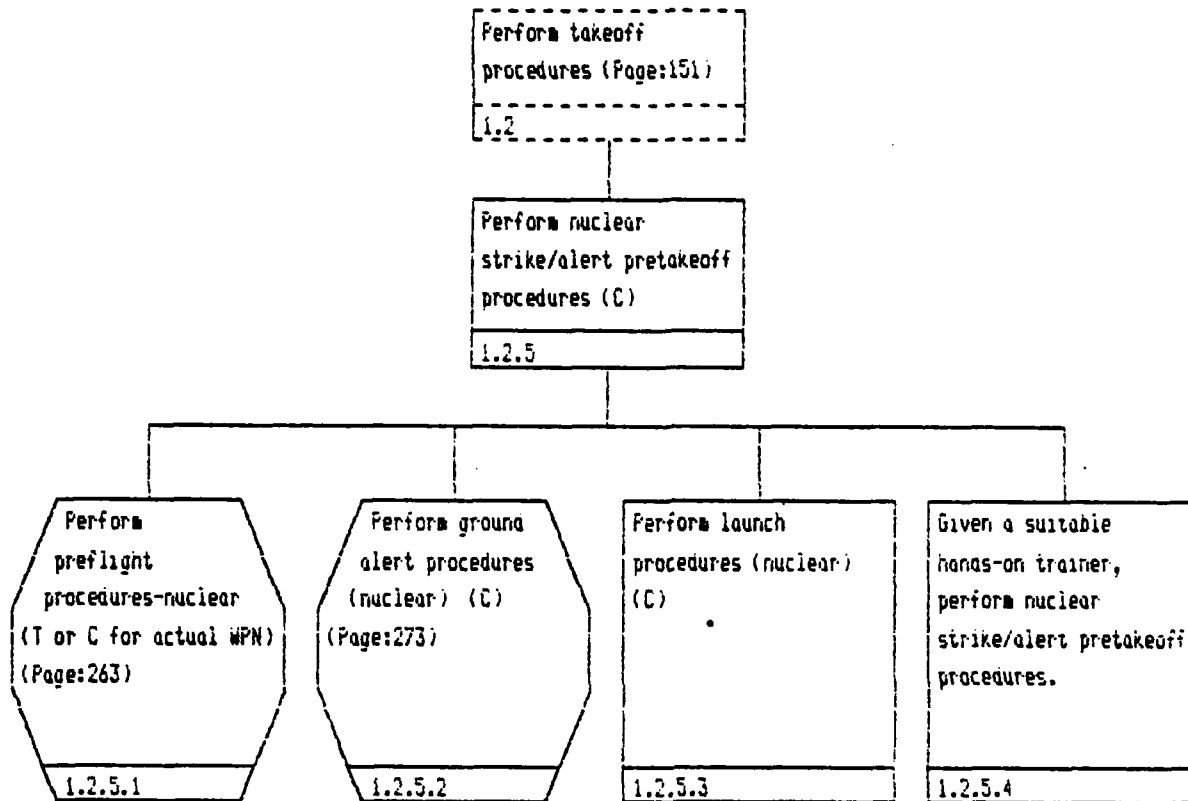 Perform takeoff
procedures (Page:151)
1.2
Perform nuclear
strike/alert pretakeoff
procedures (C)
1.2.5
Perform
preflight
procedures-nuclear
(T or C for actual WPN)
(Page:263)
1.2.5.1
Perform ground
alert procedures
(nuclear) (C)
(Page:273)
1.2.5.2
Perform launch
procedures (nuclear)
(C)
1.2.5.3
Given a suitable
hands-on trainer,
perform nuclear
strike/alert pretakeoff
procedures.
1.2.5.4